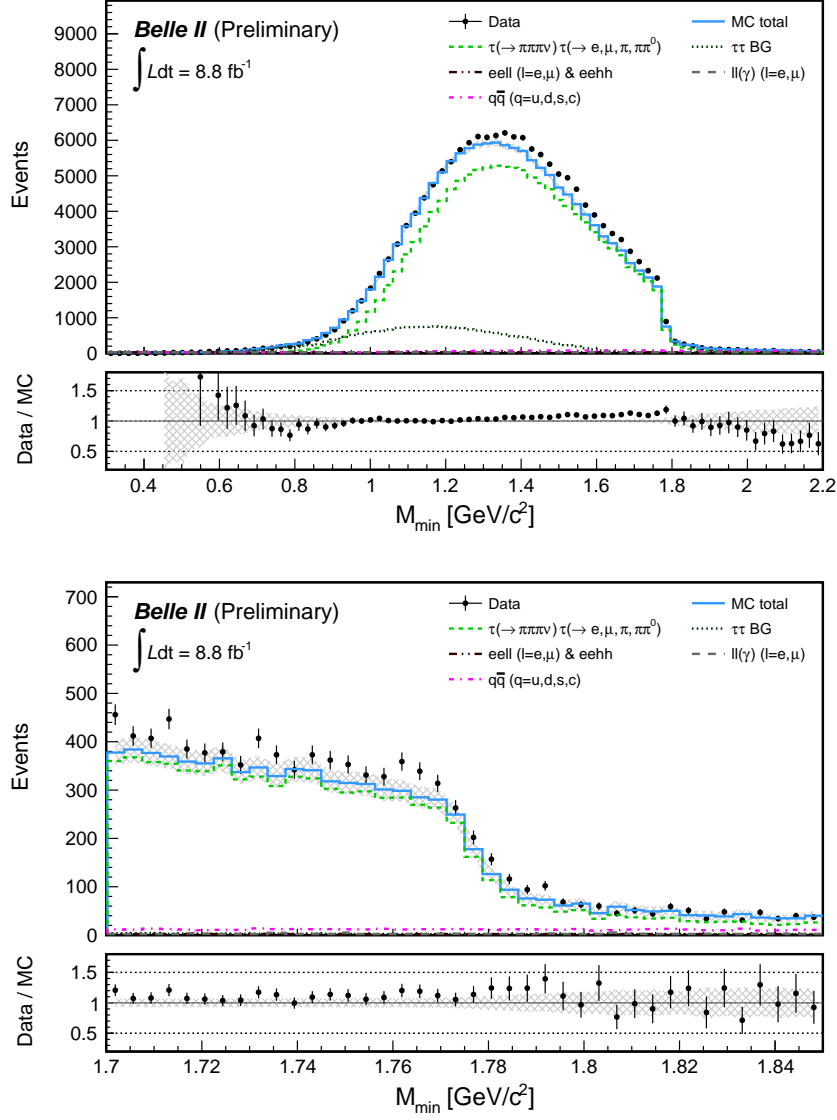 Belle II (Preliminary)
∫ Ldt = 8.8 fb⁻¹
Data
MC total
τ(→ πππν) τ(→ e, μ, π, ππ⁰)
ττ BG
eell (l=e,μ) & eehh
ll(γ) (l=e,μ)
qq̅ (q=u,d,s,c)
Events
9000
8000
7000
6000
5000
4000
3000
2000
1000
0
Data / MC
1.5
1
0.5
0.4 0.6 0.8 1 1.2 1.4 1.6 1.8 2 2.2
M_min [GeV/c²]
Belle II (Preliminary)
∫ Ldt = 8.8 fb⁻¹
Data
MC total
τ(→ πππν) τ(→ e, μ, π, ππ⁰)
ττ BG
eell (l=e,μ) & eehh
ll(γ) (l=e,μ)
qq̅ (q=u,d,s,c)
Events
700
600
500
400
300
200
100
0
Data / MC
1.5
1
0.5
1.7 1.72 1.74 1.76 1.78 1.8 1.82 1.84
M_min [GeV/c²]